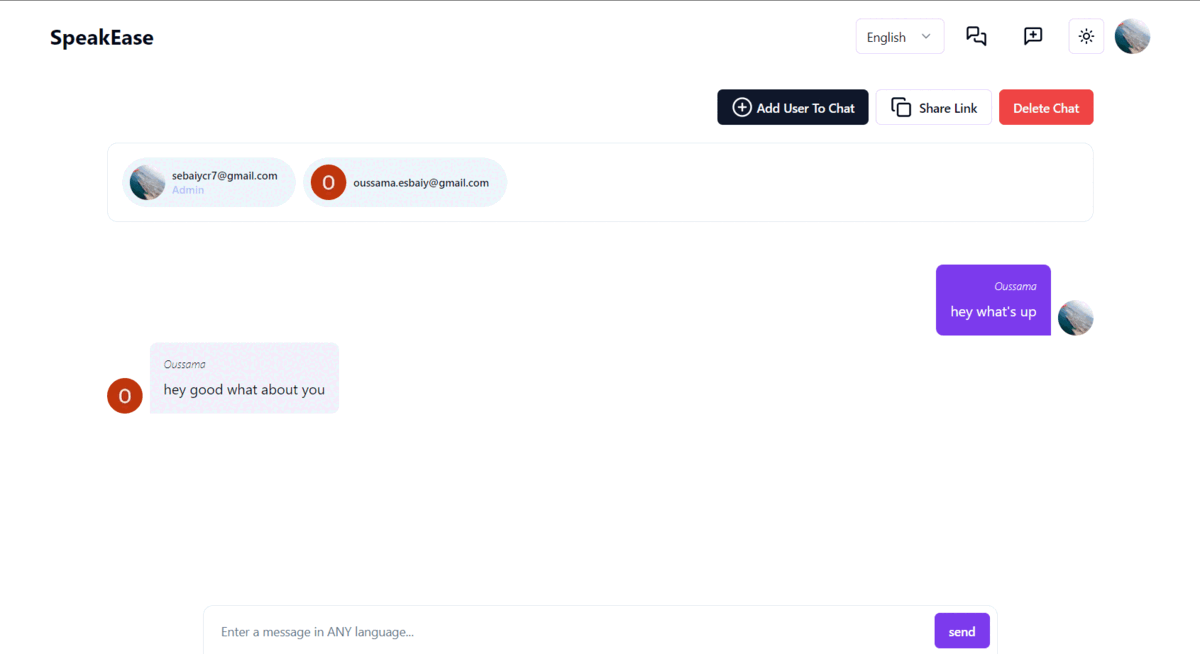 SpeakEase
English
Add User To Chat
Share Link
Delete Chat
sebaiycr7@gmail.com
Admin
O
oussama.esbaiy@gmail.com
Oussama
hey what's up
Oussama
hey good what about you
O
Enter a message in ANY language...
send